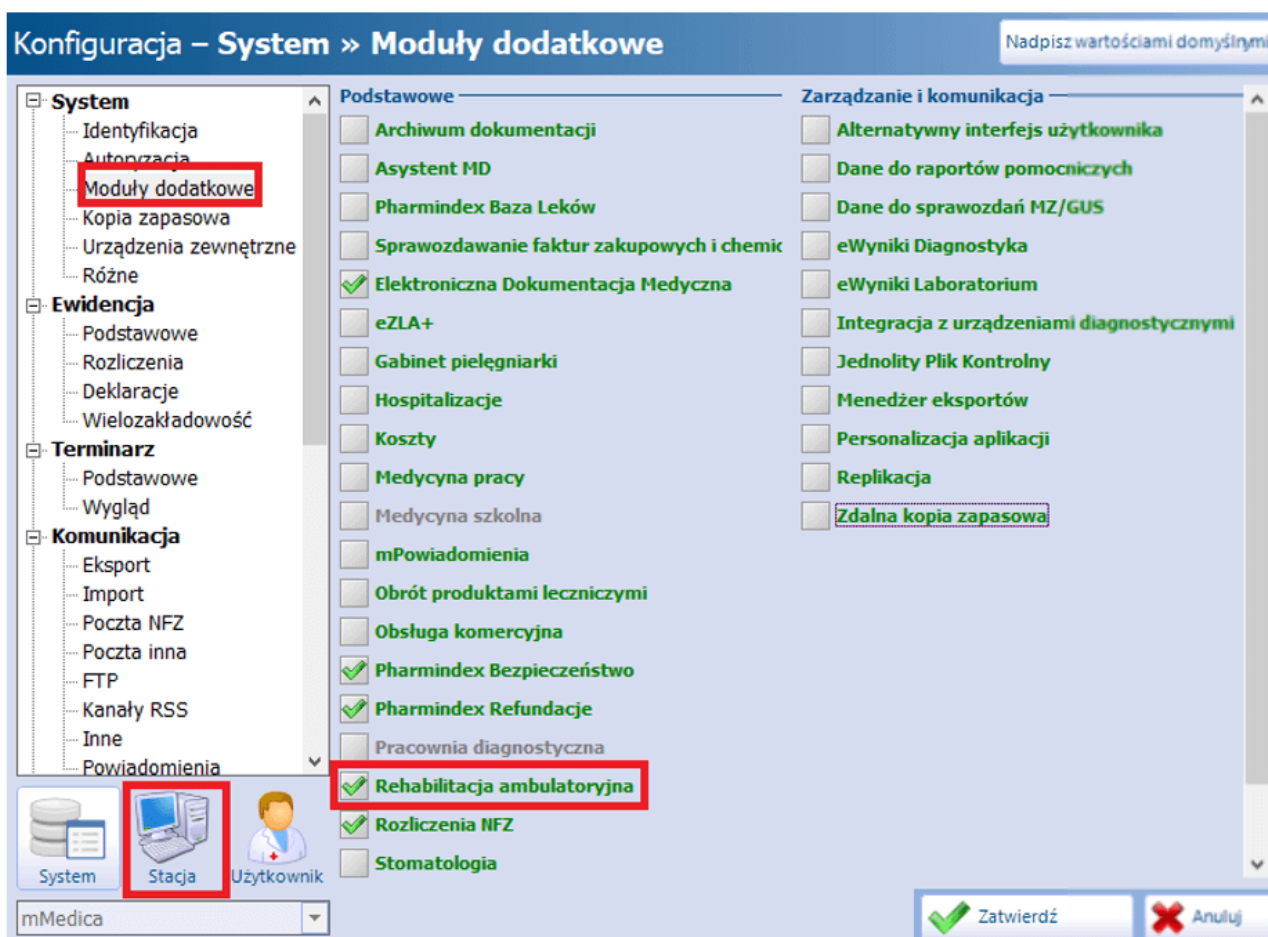 Konfiguracja – System » Moduły dodatkowe
Nadpisz wartościami domyślnymi
System
Identyfikacja
Autoryzacja
Moduły dodatkowe
Kopia zapasowa
Urządzenia zewnętrzne
Różne
Ewidencja
Podstawowe
Rozliczenia
Deklaracje
Wielozakładowość
Terminarz
Podstawowe
Wygląd
Komunikacja
Eksport
Import
Poczta NFZ
Poczta inna
FTP
Kanały RSS
Inne
Powiadomienia
System
Stacja
Użytkownik
mMedica
Podstawowe
Archiwum dokumentacji
Asystent MD
Pharmindex Baza Leków
Sprawozdawanie faktur zakupowych i chemic
Elektroniczna Dokumentacja Medyczna
eZLA+
Gabinet pielęgniarki
Hospitalizacje
Koszty
Medycyna pracy
Medycyna szkolna
mPowiadomienia
Obrót produktami leczniczymi
Obsługa komercyjna
Pharmindex Bezpieczeństwo
Pharmindex Refundacje
Pracownia diagnostyczna
Rehabilitacja ambulatoryjna
Rozliczenia NFZ
Stomatologia
Zarządzanie i komunikacja
Alternatywny interfejs użytkownika
Dane do raportów pomocniczych
Dane do sprawozdań MZ/GUS
eWyniki Diagnostyka
eWyniki Laboratorium
Integracja z urządzeniami diagnostycznymi
Jednolity Plik Kontrolny
Menedżer eksportów
Personalizacja aplikacji
Replikacja
Zdalna kopia zapasowa
Zatwierdź
Anuluj